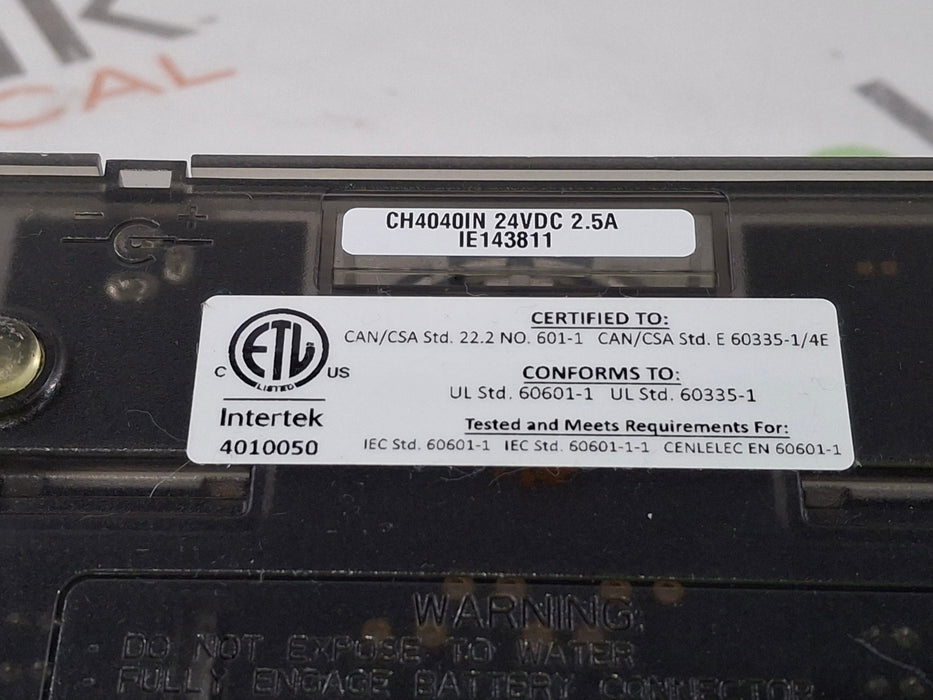 CAL
- +
CH4040IN 24VDC 2.5A
IE143811
ETL
C LISTED US
Intertek
4010050
CERTIFIED TO:
CAN/CSA Std. 22.2 NO. 601-1 CAN/CSA Std. E 60335-1/4E
CONFORMS TO:
UL Std. 60601-1 UL Std. 60335-1
Tested and Meets Requirements For:
IEC Std. 60601-1 IEC Std. 60601-1-1 CENLELEC EN 60601-1
WARNING:
- DO NOT EXPOSE TO WATER
- FULLY ENGAGE BATTERY CONNECTOR